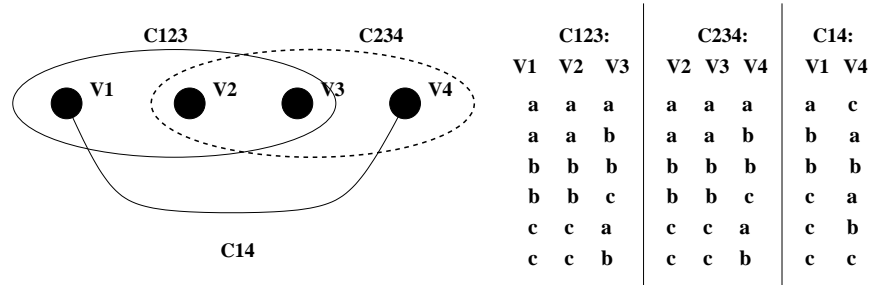 C123 C234
V1 V2 V3 V4
C14
C123: C234: C14:
V1 V2 V3 V2 V3 V4 V1 V4
a a a a a a a c
a a b a a b b a
b b b b b b b b
b b c b b c c a
c c a c c a c b
c c b c c b c c